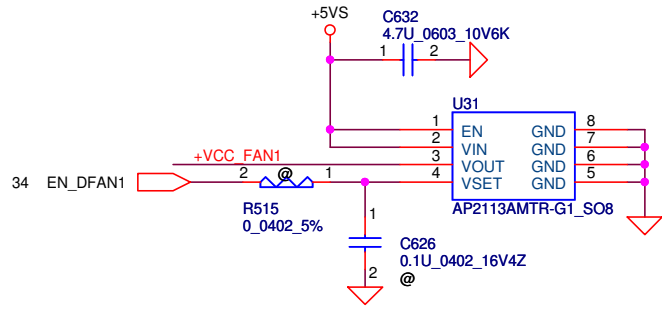 +5VS
C632
4.7U_0603_10V6K
1 2
U31
1 EN GND 8
2 VIN GND 7
+VCC_FAN1 3 VOUT GND 6
34 EN_DFAN1 2 @ 1 4 VSET GND 5
R515
0_0402_5%
AP2113AMTR-G1_SO8
1
C626
0.1U_0402_16V4Z
2
@